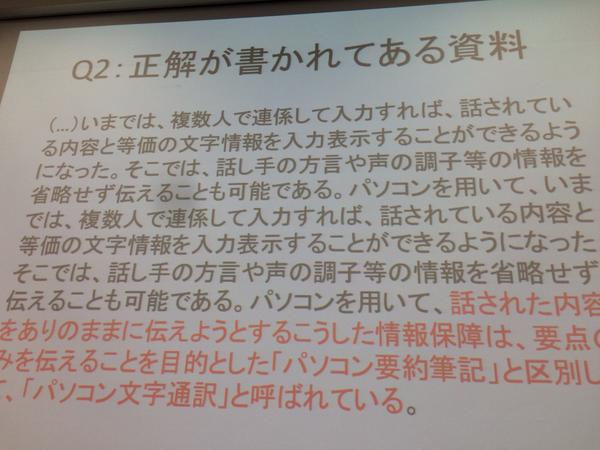 Q2：正解が書かれてある資料
(...)いまでは、複数人で連係して入力すれば、話されてい
る内容と等価の文字情報を入力表示することができるよう
になった。そこでは、話し手の方言や声の調子等の情報を
省略せず伝えることも可能である。パソコンを用いて、いま
では、複数人で連係して入力すれば、話されている内容と
等価の文字情報を入力表示することができるようになった
そこでは、話し手の方言や声の調子等の情報を省略せず
伝えることも可能である。パソコンを用いて、話された内容
をありのままに伝えようとするこうした情報保障は、要点の
みを伝えることを目的とした「パソコン要約筆記」と区別し
て、「パソコン文字通訳」と呼ばれている。